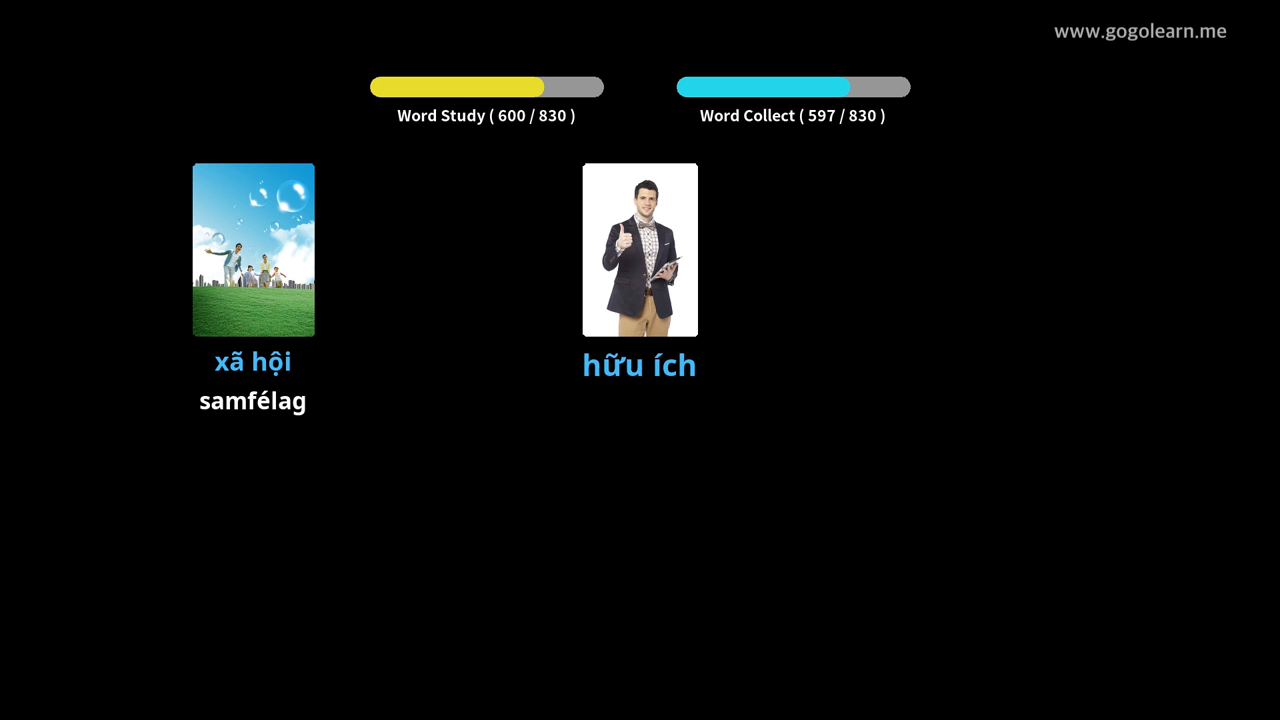 www.gogolearn.me
Word Study ( 600 / 830 )
Word Collect ( 597 / 830 )
xã hội
samfélag
hữu ích